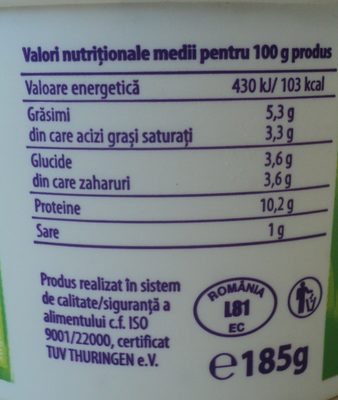 Valori nutriționale medii pentru 100 g produs
Valoare energetică 430 kJ/ 103 kcal
Grăsimi 5,3 g
din care acizi grași saturați 3,3 g
Glucide 3,6 g
din care zaharuri 3,6 g
Proteine 10,2 g
Sare 1 g
Produs realizat în sistem
de calitate/siguranță a
alimentului c.f. ISO
9001/22000, certificat
TUV THURINGEN e.V.
ROMÂNIA
L81
EC
e 185g